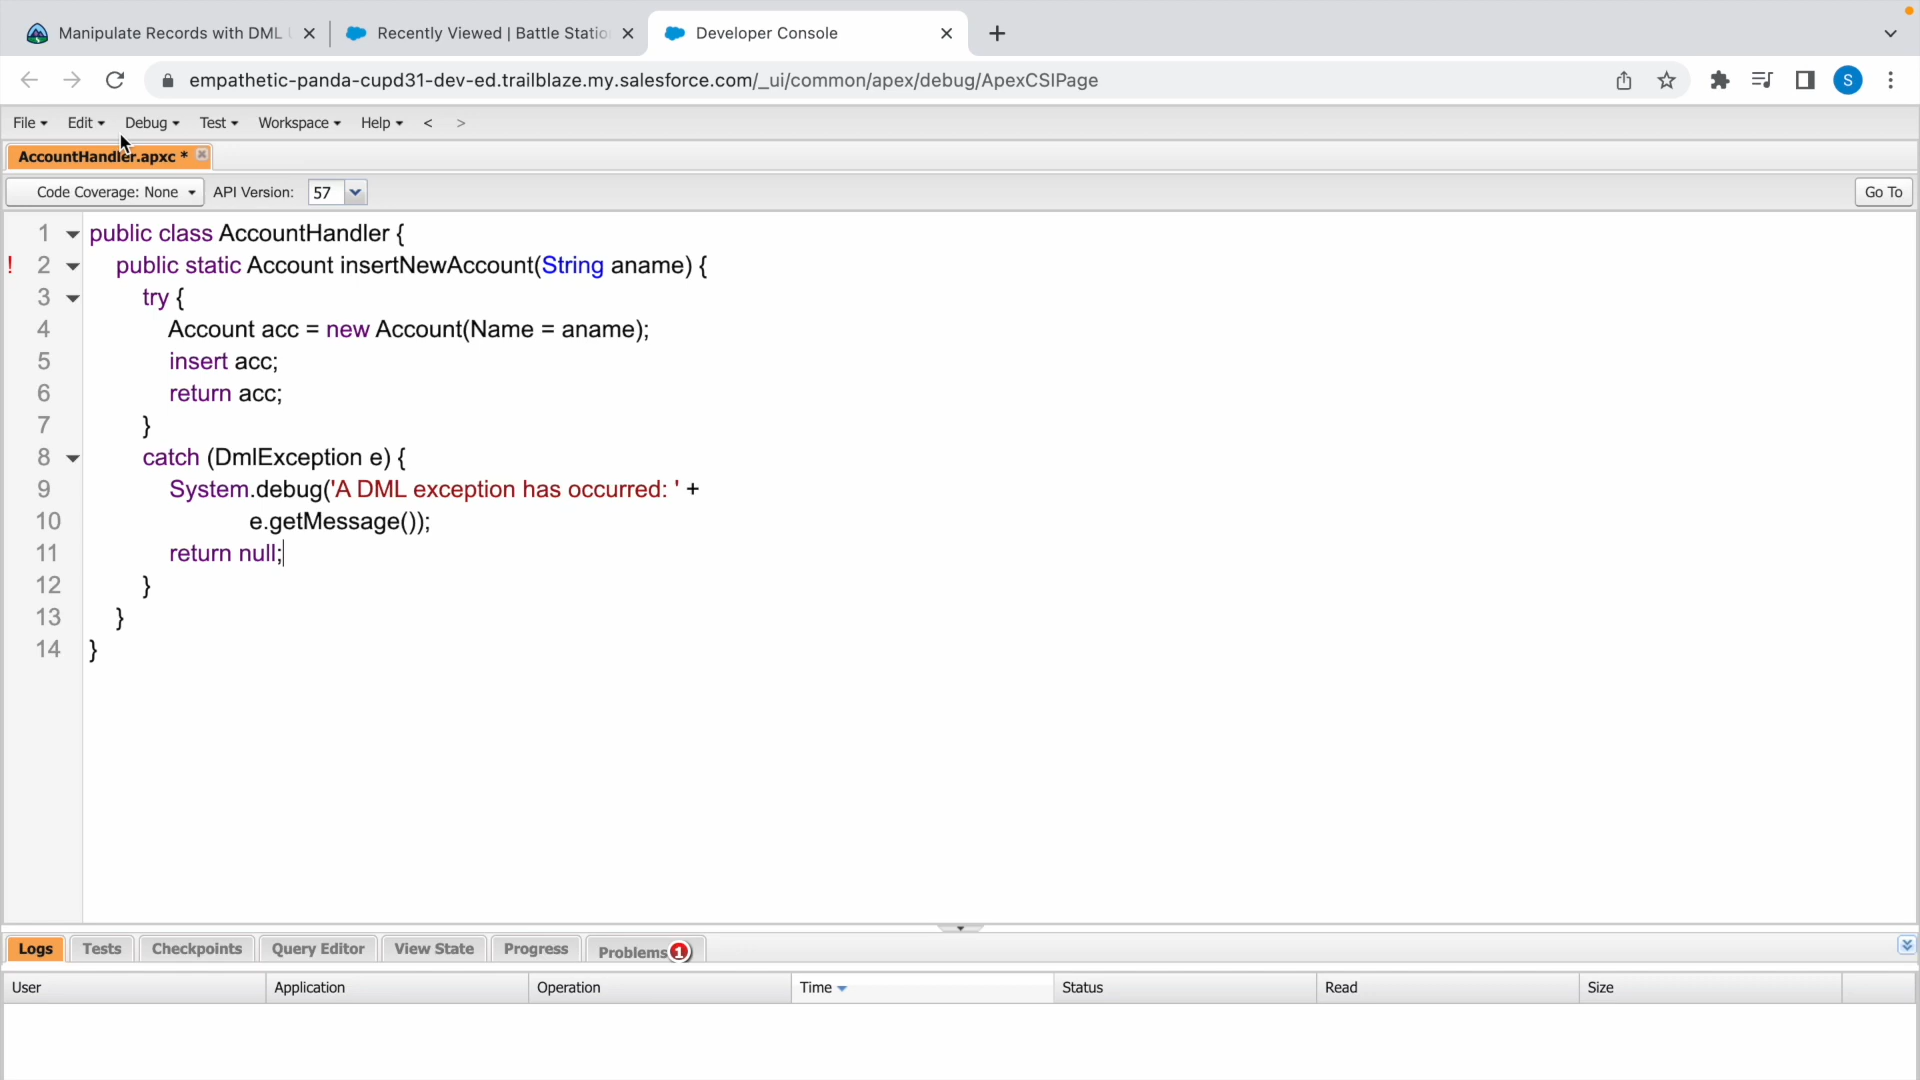 Manipulate Records with DML
Recently Viewed | Battle Statio
Developer Console
empathetic-panda-cupd31-dev-ed.trailblaze.my.salesforce.com/_ui/common/apex/debug/ApexCSIPage
S
File Edit Debug Test Workspace Help < >
AccountHandler.apxc *
Code Coverage: None API Version: 57 Go To
1 public class AccountHandler {
! 2 public static Account insertNewAccount(String aname) {
3 try {
4 Account acc = new Account(Name = aname);
5 insert acc;
6 return acc;
7 }
8 catch (DmlException e) {
9 System.debug('A DML exception has occurred: ' +
10 e.getMessage());
11 return null;
12 }
13 }
14 }
Logs Tests Checkpoints Query Editor View State Progress Problems 1
User Application Operation Time Status Read Size